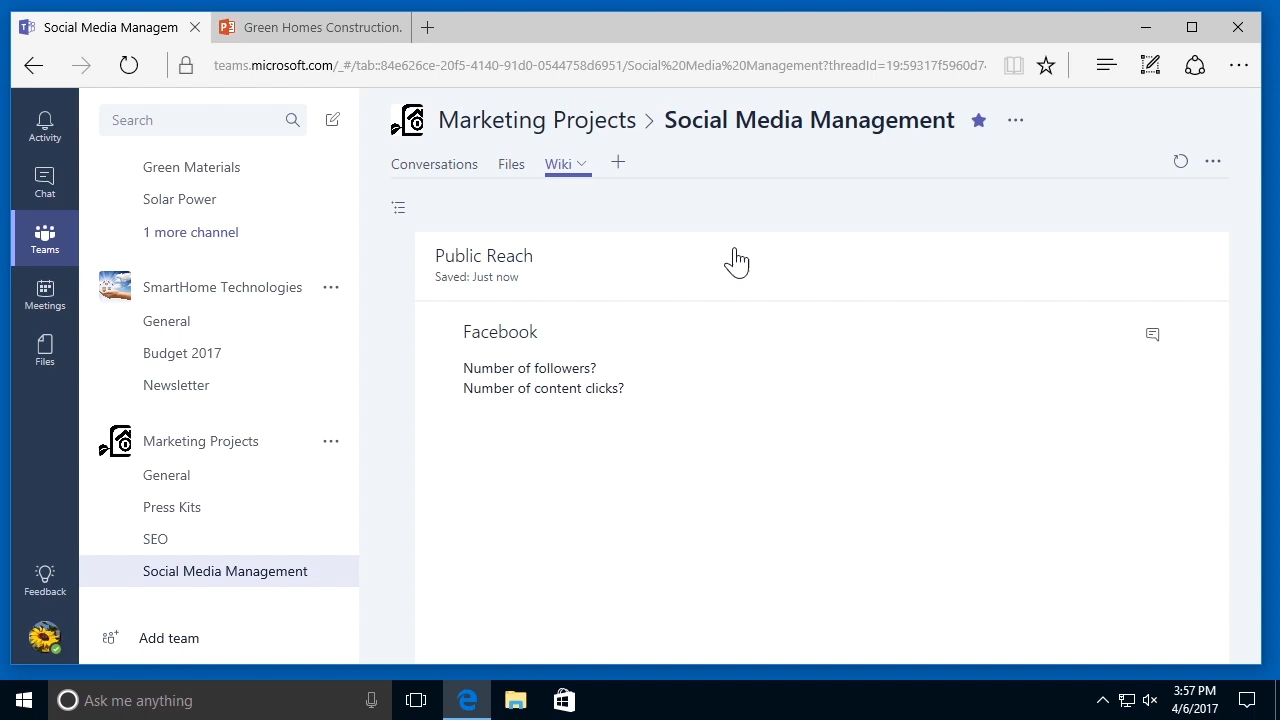 Social Media Managem
Green Homes Construction.
teams.microsoft.com/_#/tab::84e626ce-20f5-4140-91d0-0544758d6951/Social%20Media%20Management?threadId=19:59317f5960d7
Activity
Chat
Teams
Meetings
Files
Feedback
Search
Green Materials
Solar Power
1 more channel
SmartHome Technologies
General
Budget 2017
Newsletter
Marketing Projects
General
Press Kits
SEO
Social Media Management
Add team
Marketing Projects > Social Media Management
Conversations Files Wiki
Public Reach
Saved: Just now
Facebook
Number of followers?
Number of content clicks?
Ask me anything
3:57 PM
4/6/2017